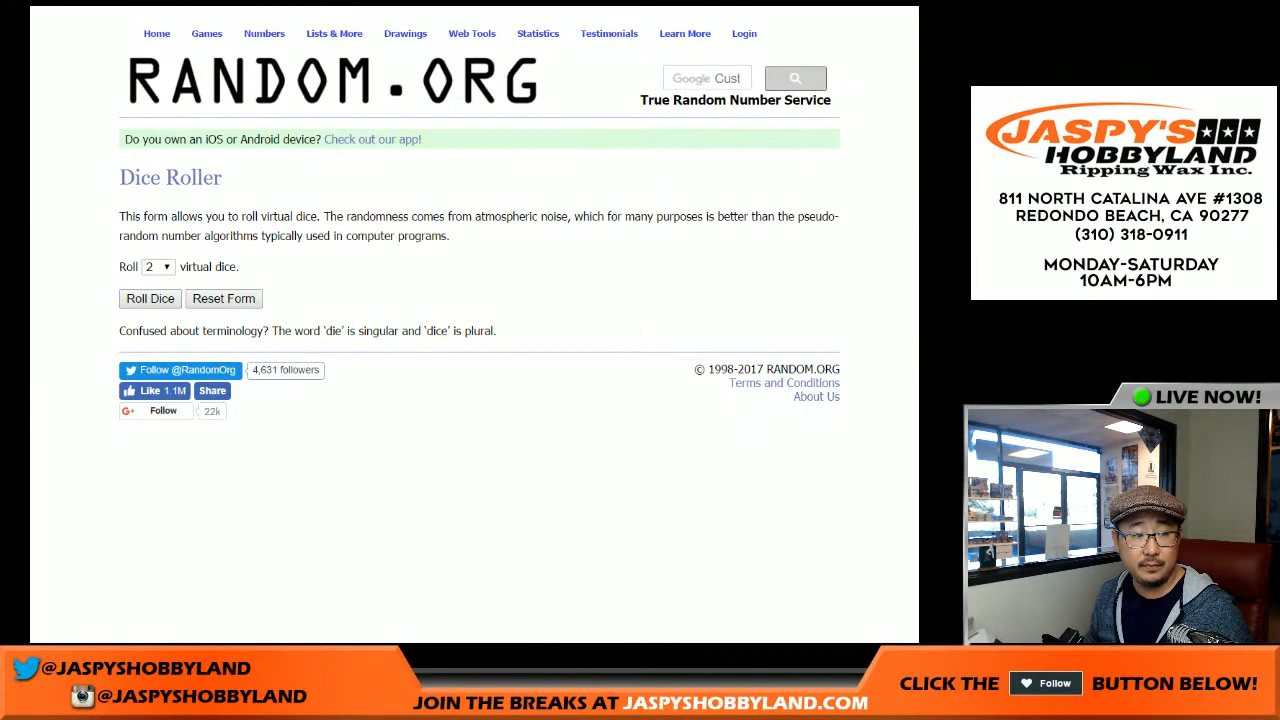 Home Games Numbers Lists & More Drawings Web Tools Statistics Testimonials Learn More Login
RANDOM.ORG
Google Cust
True Random Number Service
Do you own an iOS or Android device? Check out our app!
Dice Roller
This form allows you to roll virtual dice. The randomness comes from atmospheric noise, which for many purposes is better than the pseudo-
random number algorithms typically used in computer programs.
Roll 2 virtual dice.
Roll Dice Reset Form
Confused about terminology? The word ‘die’ is singular and ‘dice’ is plural.
Follow @RandomOrg 4,631 followers
Like 1.1M Share
G+ Follow 22k
© 1998-2017 RANDOM.ORG
Terms and Conditions
About Us
JASPY'S
HOBBYLAND
Ripping Wax Inc.
811 NORTH CATALINA AVE #1308
REDONDO BEACH, CA 90277
(310) 318-0911
MONDAY-SATURDAY
10AM-6PM
LIVE NOW!
@JASPYSHOBBYLAND
@JASPYSHOBBYLAND
JOIN THE BREAKS AT JASPYSHOBBYLAND.COM
CLICK THE Follow BUTTON BELOW!